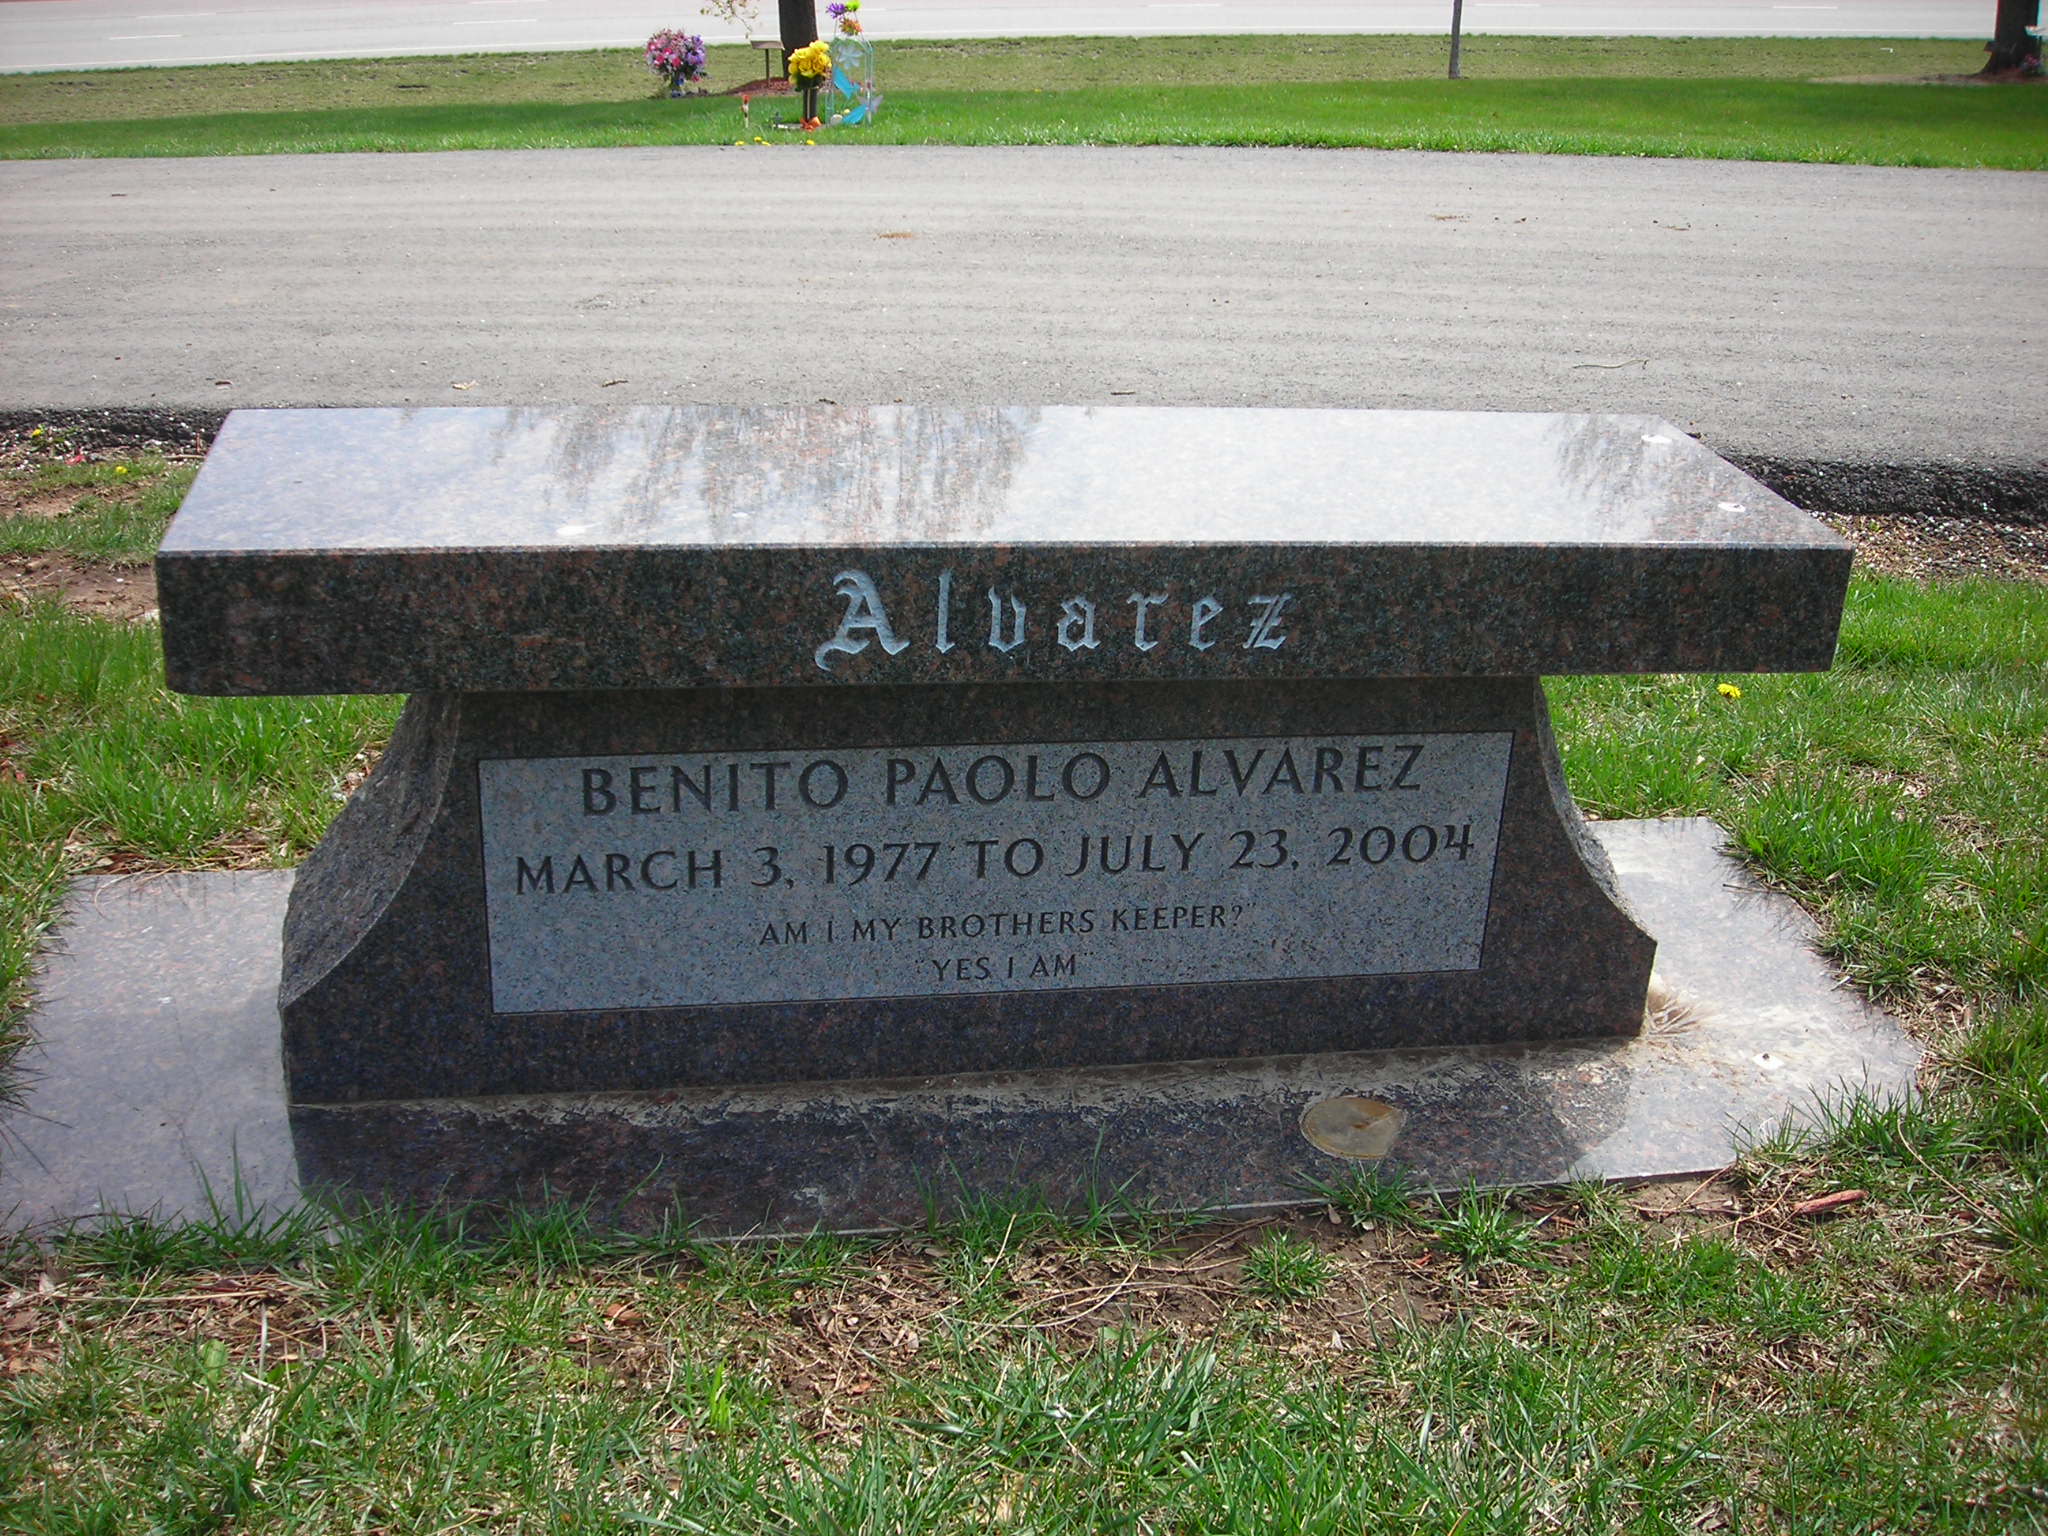 Alvarez
BENITO PAOLO ALVAREZ
MARCH 3, 1977 TO JULY 23, 2004
"AM I MY BROTHERS KEEPER?"
"YES I AM"